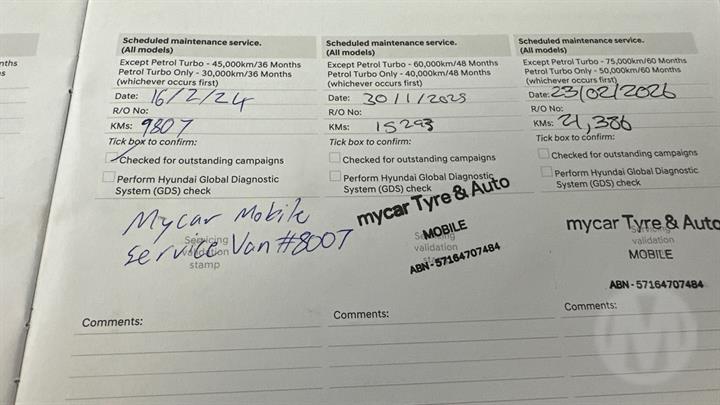 nths
s
Scheduled maintenance service.
(All models)
Except Petrol Turbo - 45,000km/36 Months
Petrol Turbo Only - 30,000km/36 Months
(whichever occurs first)
Date: 16/2/24
R/O No:
KMs: 9807
Tick box to confirm:
Checked for outstanding campaigns
Perform Hyundai Global Diagnostic
System (GDS) check
Mycar Mobile
Service Van #8007
Servicing
validation
stamp
Comments:
Scheduled maintenance service.
(All models)
Except Petrol Turbo - 60,000km/48 Months
Petrol Turbo Only - 40,000km/48 Months
(whichever occurs first)
Date: 30/1/2025
R/O No:
KMs: 15293
Tick box to confirm:
Checked for outstanding campaigns
Perform Hyundai Global Diagnostic
System (GDS) check
mycar Tyre & Auto
MOBILE
ABN - 57164707484
Comments:
Scheduled maintenance service.
(All models)
Except Petrol Turbo - 75,000km/60 Months
Petrol Turbo Only - 50,000km/60 Months
(whichever occurs first)
Date: 23/02/2026
R/O No:
KMs: 21,386
Tick box to confirm:
Checked for outstanding campaigns
Perform Hyundai Global Diagnostic
System (GDS) check
mycar Tyre & Auto
Servicing
validation
MOBILE
ABN - 57164707484
Comments: